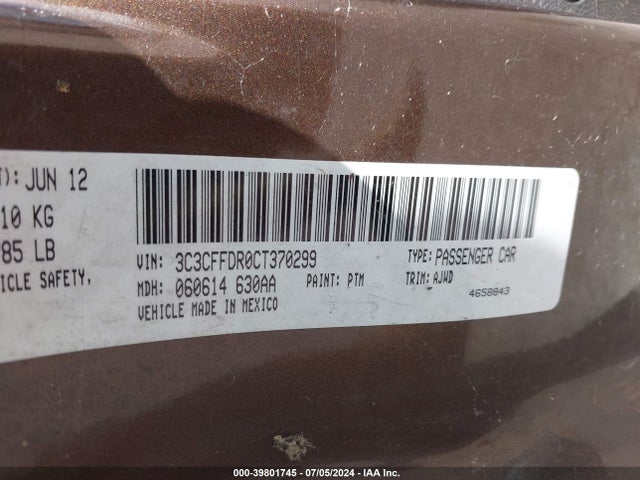 T): JUN 12
10 KG
85 LB
ICLE SAFETY,
VIN: 3C3CFFDR0CT370299
TYPE: PASSENGER CAR
MDH: 060614 630AA
PAINT: PTM
TRIM: AJWD
VEHICLE MADE IN MEXICO
4658843
000-39801745 - 07/05/2024 - IAA Inc.